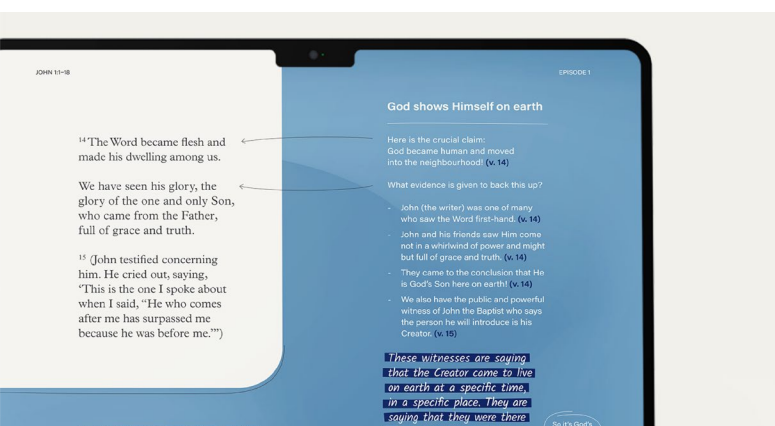 JOHN 1:1–18
14 The Word became flesh and
made his dwelling among us.
We have seen his glory, the
glory of the one and only Son,
who came from the Father,
full of grace and truth.
15 (John testified concerning
him. He cried out, saying,
‘This is the one I spoke about
when I said, “He who comes
after me has surpassed me
because he was before me.”’)
EPISODE 1
God shows Himself on earth
Here is the crucial claim:
God became human and moved
into the neighbourhood! (v. 14)
What evidence is given to back this up?
- John (the writer) was one of many
who saw the Word first-hand. (v. 14)
- John and his friends saw Him come
not in a whirlwind of power and might
but full of grace and truth. (v. 14)
- They came to the conclusion that He
is God's Son here on earth! (v. 14)
- We also have the public and powerful
witness of John the Baptist who says
the person he will introduce is his
Creator. (v. 15)
These witnesses are saying
that the Creator came to live
on earth at a specific time,
in a specific place. They are
saying that they were there
So it's God's